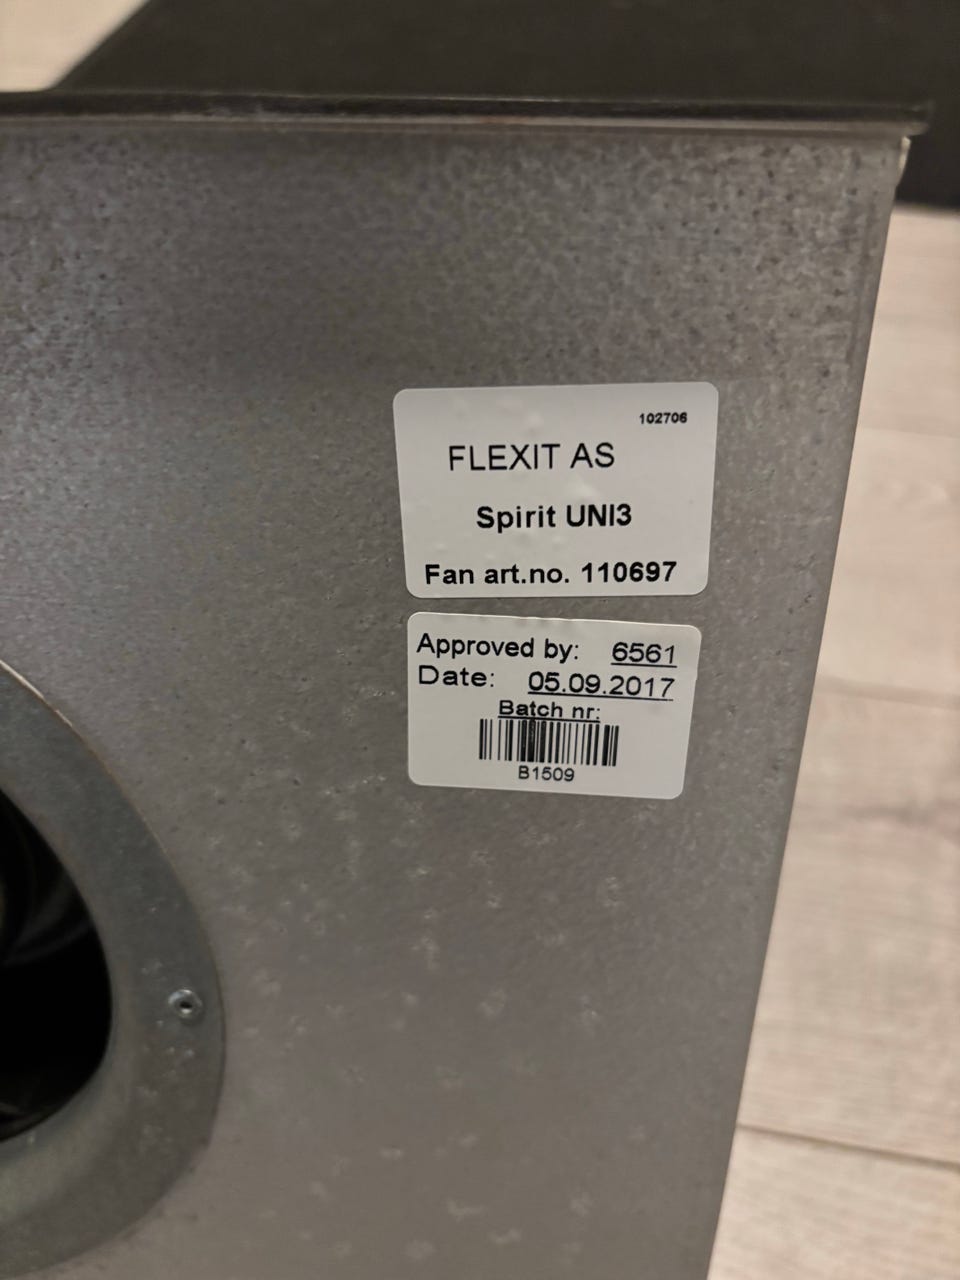 102706
FLEXIT AS
Spirit UNI3
Fan art.no. 110697
Approved by: 6561
Date: 05.09.2017
Batch nr:
B1509